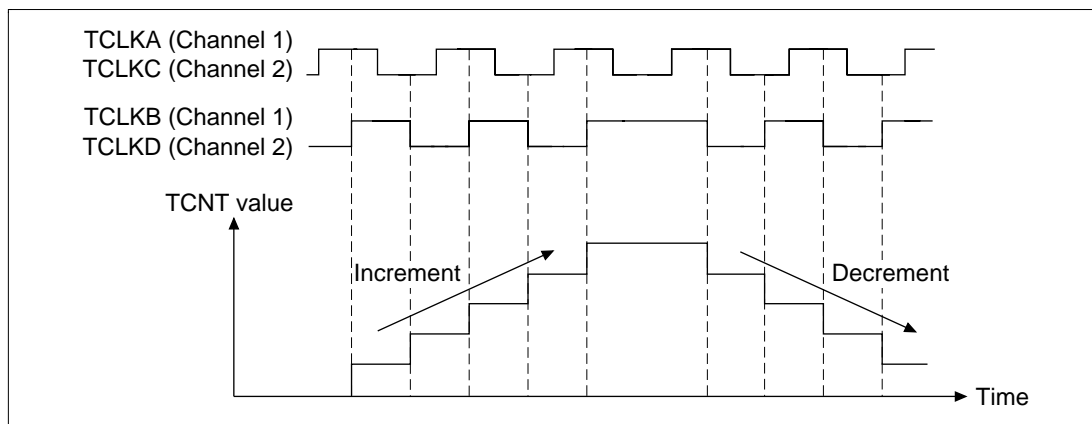 TCLKA (Channel 1)
TCLKC (Channel 2)
TCLKB (Channel 1)
TCLKD (Channel 2)
TCNT value
Increment
Decrement
Time